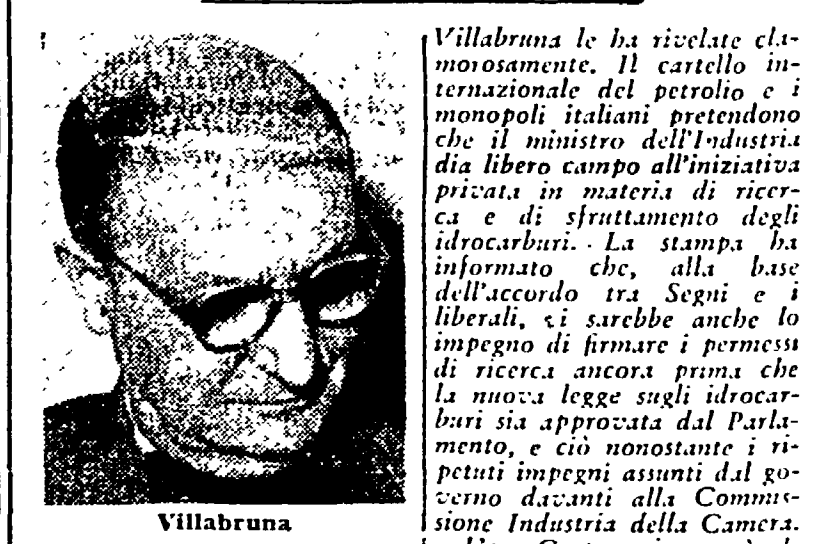 Villabruna le ha rivelate cla-
morosamente. Il cartello in-
ternazionale del petrolio e i
monopoli italiani pretendono
che il ministro dell'Industria
dia libero campo all'iniziativa
privata in materia di ricer-
ca e di sfruttamento degli
idrocarburi. La stampa ha
informato che, alla base
dell'accordo tra Segni e i
liberali, vi sarebbe anche lo
impegno di firmare i permessi
di ricerca ancora prima che
la nuova legge sugli idrocar-
buri sia approvata dal Parla-
mento, e ciò nonostante i ri-
petuti impegni assunti dal go-
verno davanti alla Commis-
sione Industria della Camera.
Villabruna